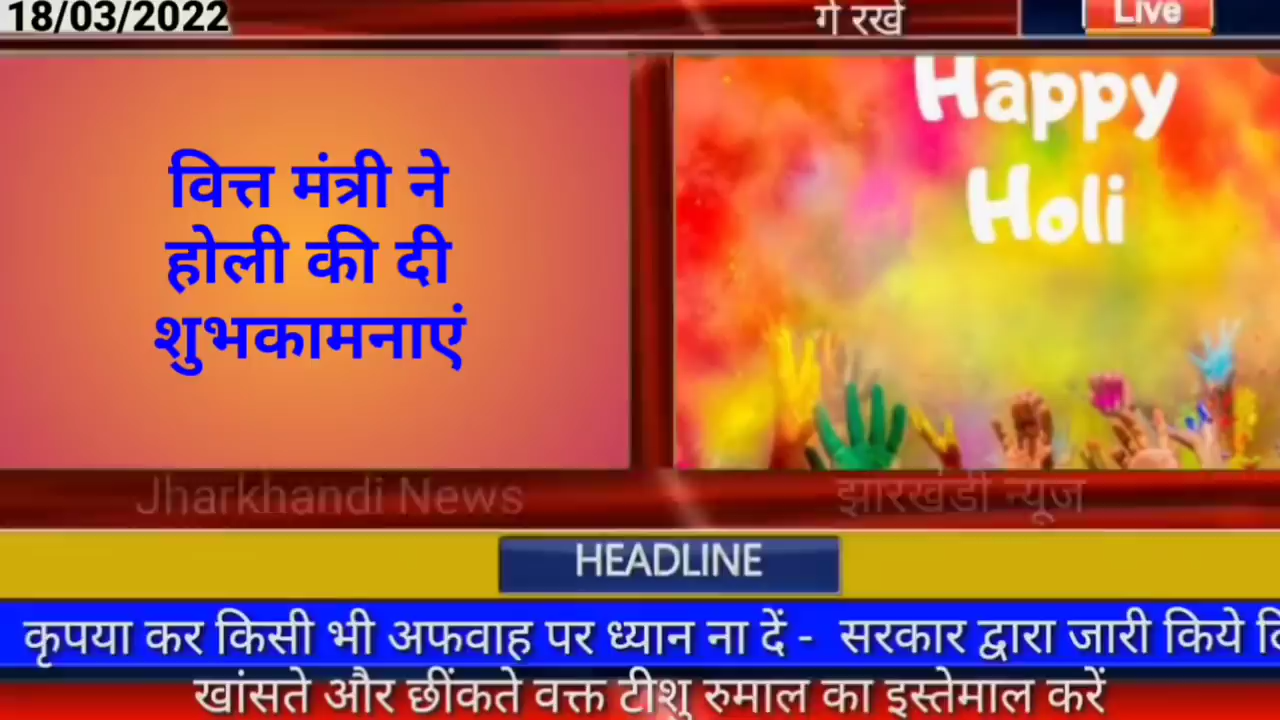 18/03/2022
गे रखें
Live
वित्त मंत्री ने
होली की दी
शुभकामनाएं
Happy
Holi
Jharkhandi News
झारखंडी न्यूज
HEADLINE
कृपया कर किसी भी अफवाह पर ध्यान ना दें - सरकार द्वारा जारी किये
खांसते और छींकते वक्त टीशु रुमाल का इस्तेमाल करें